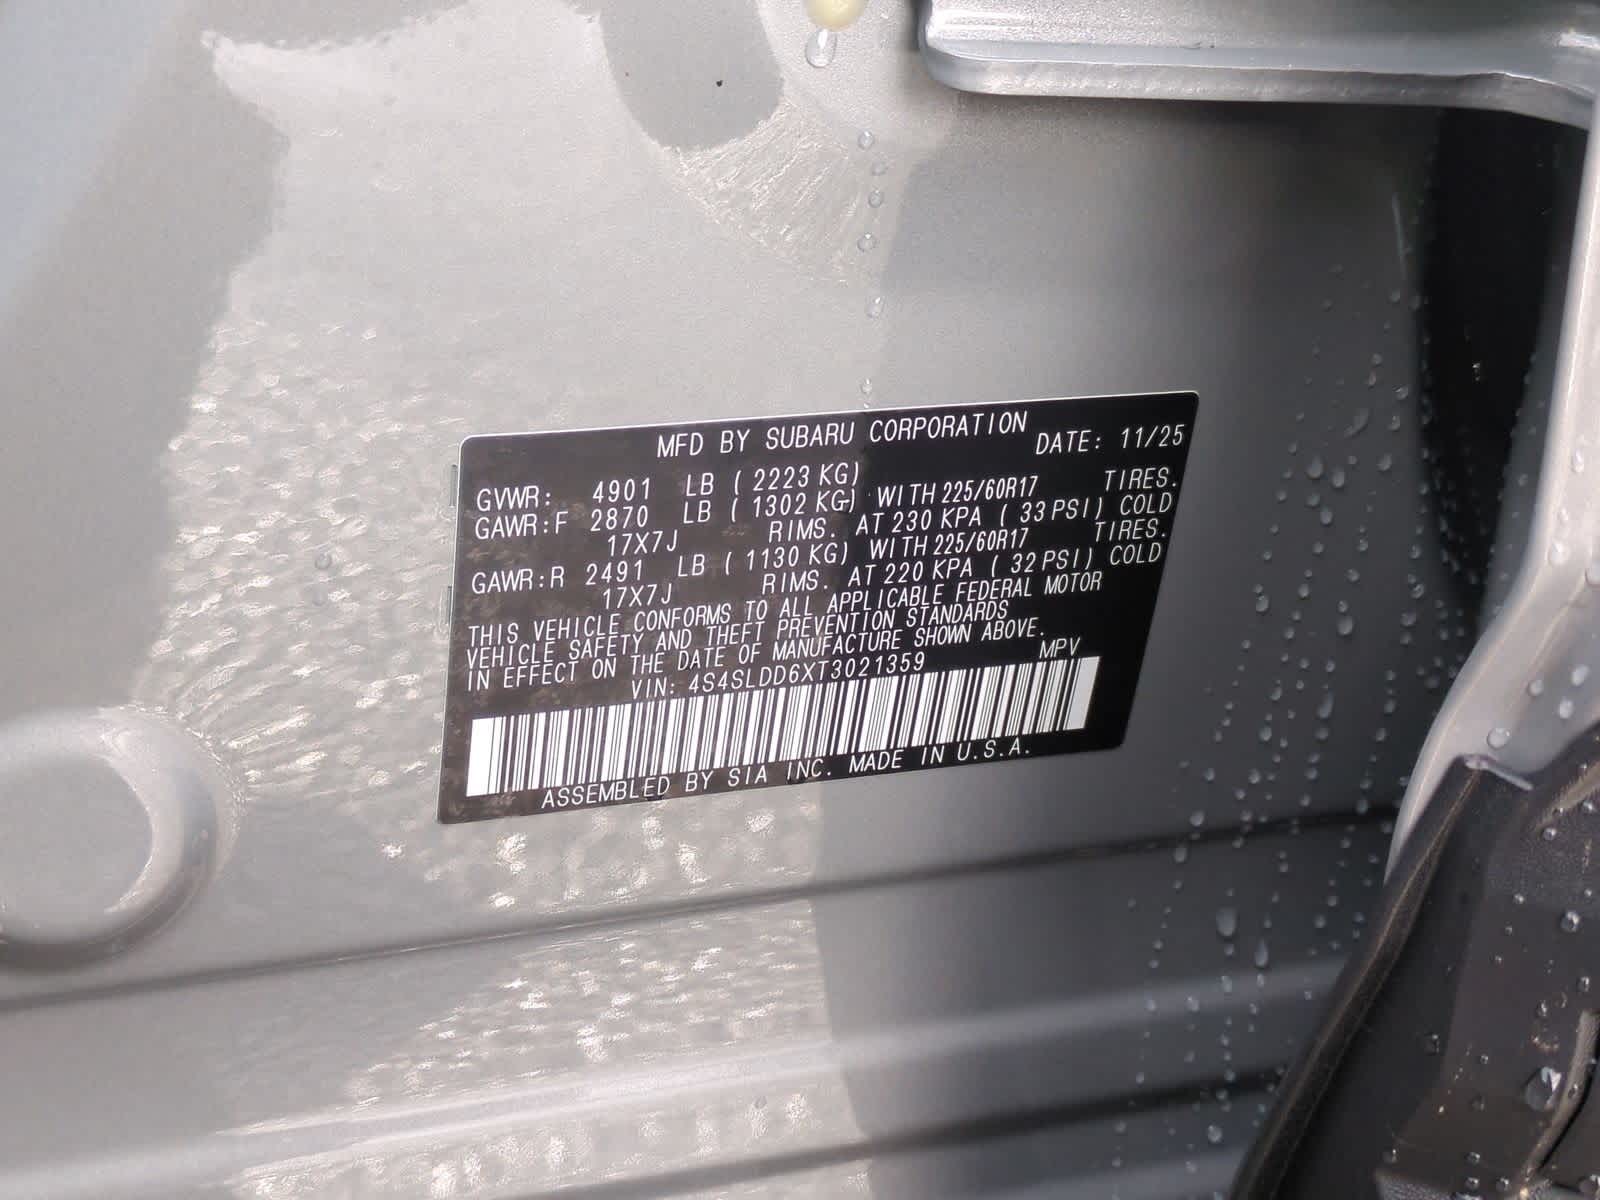 MFD BY SUBARU CORPORATION DATE: 11/25
GVWR: 4901 LB ( 2223 KG)
GAWR:F 2870 LB ( 1302 KG) WITH 225/60R17 TIRES.
17X7J RIMS. AT 230 KPA ( 33 PSI) COLD
GAWR:R 2491 LB ( 1130 KG) WITH 225/60R17 TIRES.
17X7J RIMS. AT 220 KPA ( 32 PSI) COLD
THIS VEHICLE CONFORMS TO ALL APPLICABLE FEDERAL MOTOR
VEHICLE SAFETY AND THEFT PREVENTION STANDARDS
IN EFFECT ON THE DATE OF MANUFACTURE SHOWN ABOVE.
VIN: 4S4SLDD6XT3021359 MPV
ASSEMBLED BY SIA INC. MADE IN U.S.A.